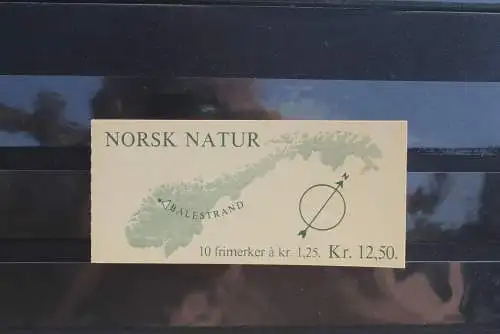 NORSK NATUR
N
BALESTRAND
10 frimerker à kr. 1,25. Kr. 12,50.